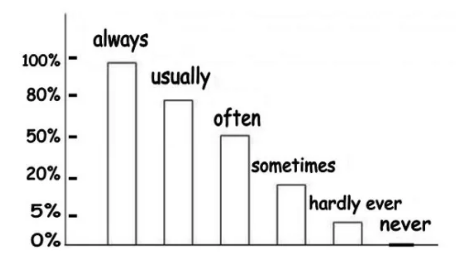 always
100%
usually
80%
often
50%
sometimes
20%
hardly ever
5%
never
0%